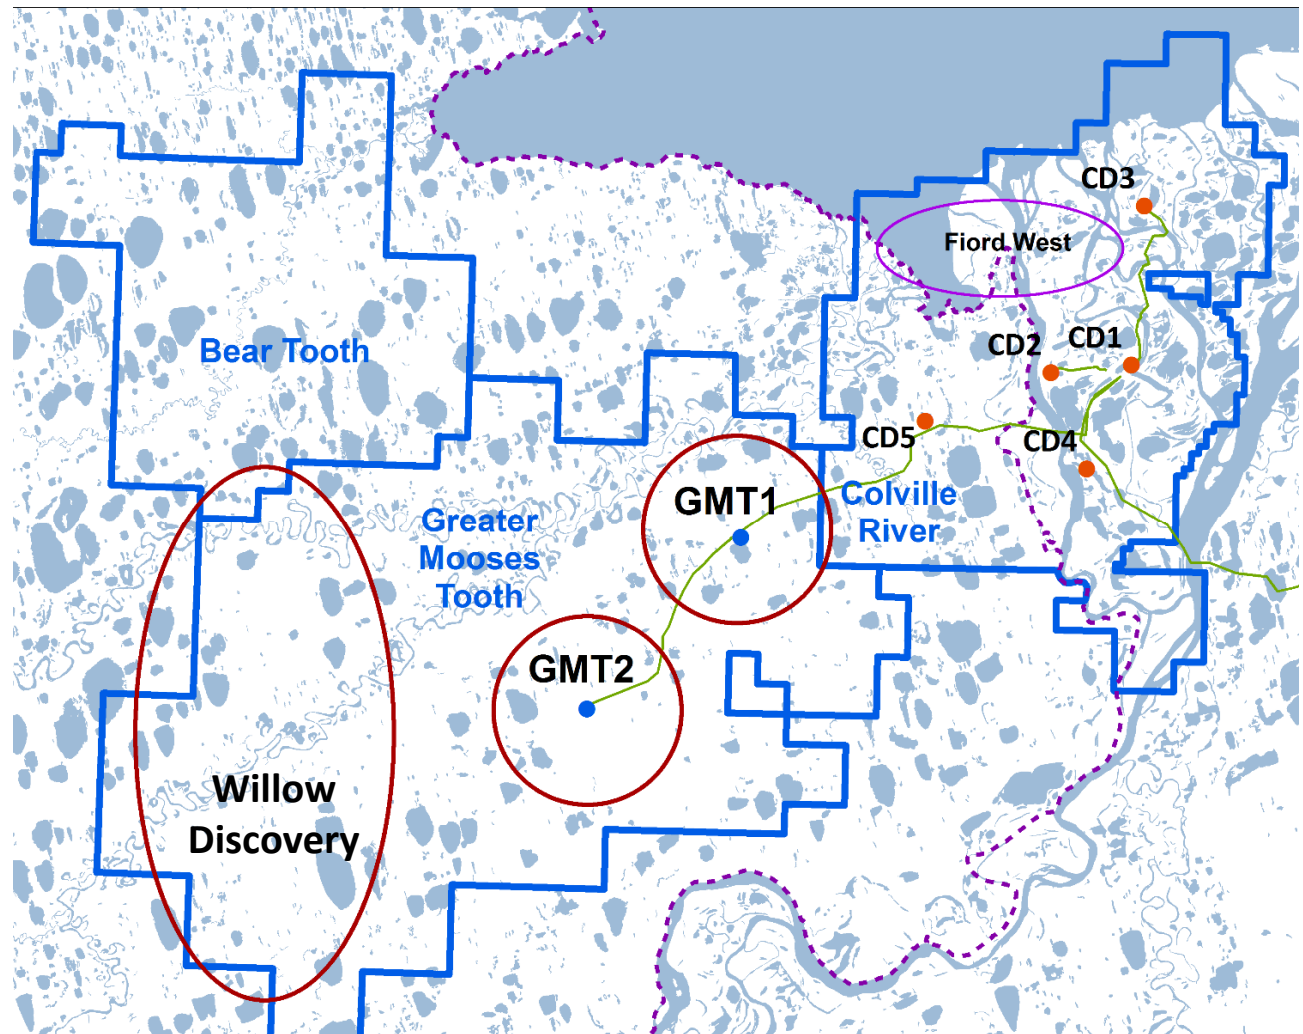 CD3
Fiord West
CD2
CD1
Bear Tooth
CD5
CD4
GMT1
Colville
River
Greater
Mooses
Tooth
GMT2
Willow
Discovery